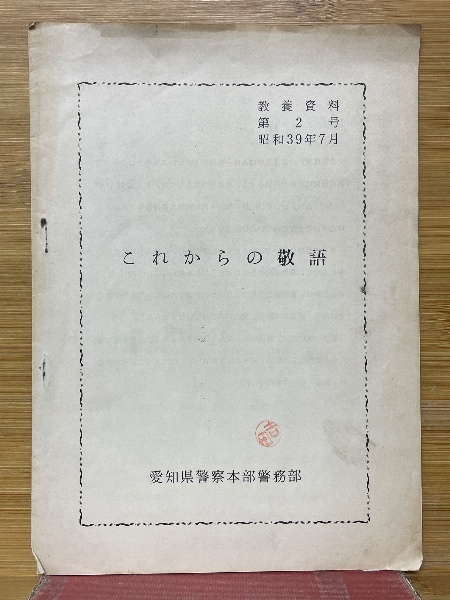 教養資料
第2号
昭和39年7月
これからの敬語
愛知県警察本部警務部